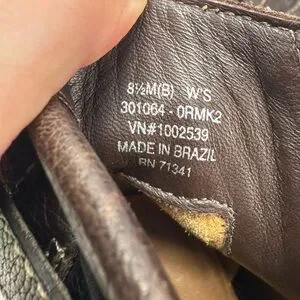 8½M(B) W'S
301064 - 0RMK2
VN#1002539
MADE IN BRAZIL
RN 71341